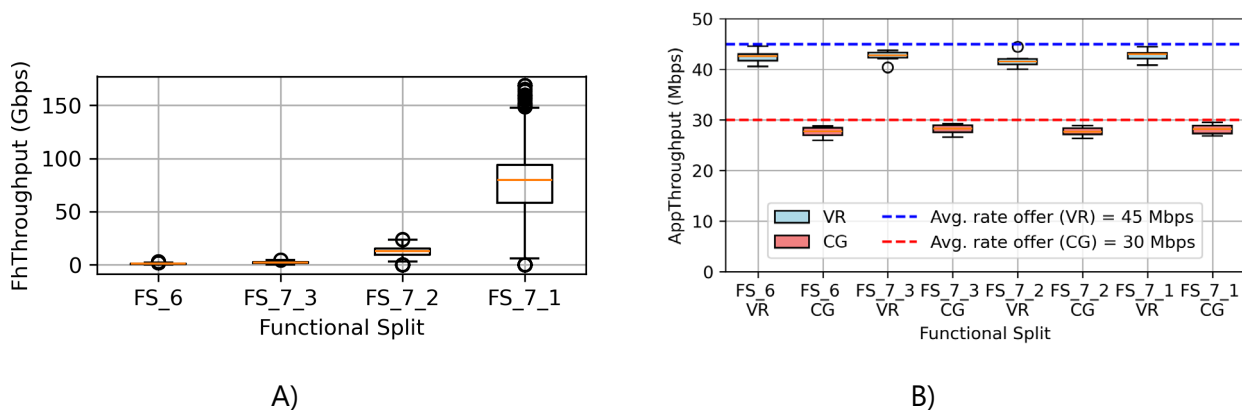 FhThroughput (Gbps)
150
100
50
0
FS_6
FS_7_3
FS_7_2
FS_7_1
Functional Split
A)
AppThroughput (Mbps)
50
40
30
20
10
0
VR
CG
Avg. rate offer (VR) = 45 Mbps
Avg. rate offer (CG) = 30 Mbps
FS_6
VR
FS_6
CG
FS_7_3
VR
FS_7_3
CG
FS_7_2
VR
FS_7_2
CG
FS_7_1
VR
FS_7_1
CG
Functional Split
B)